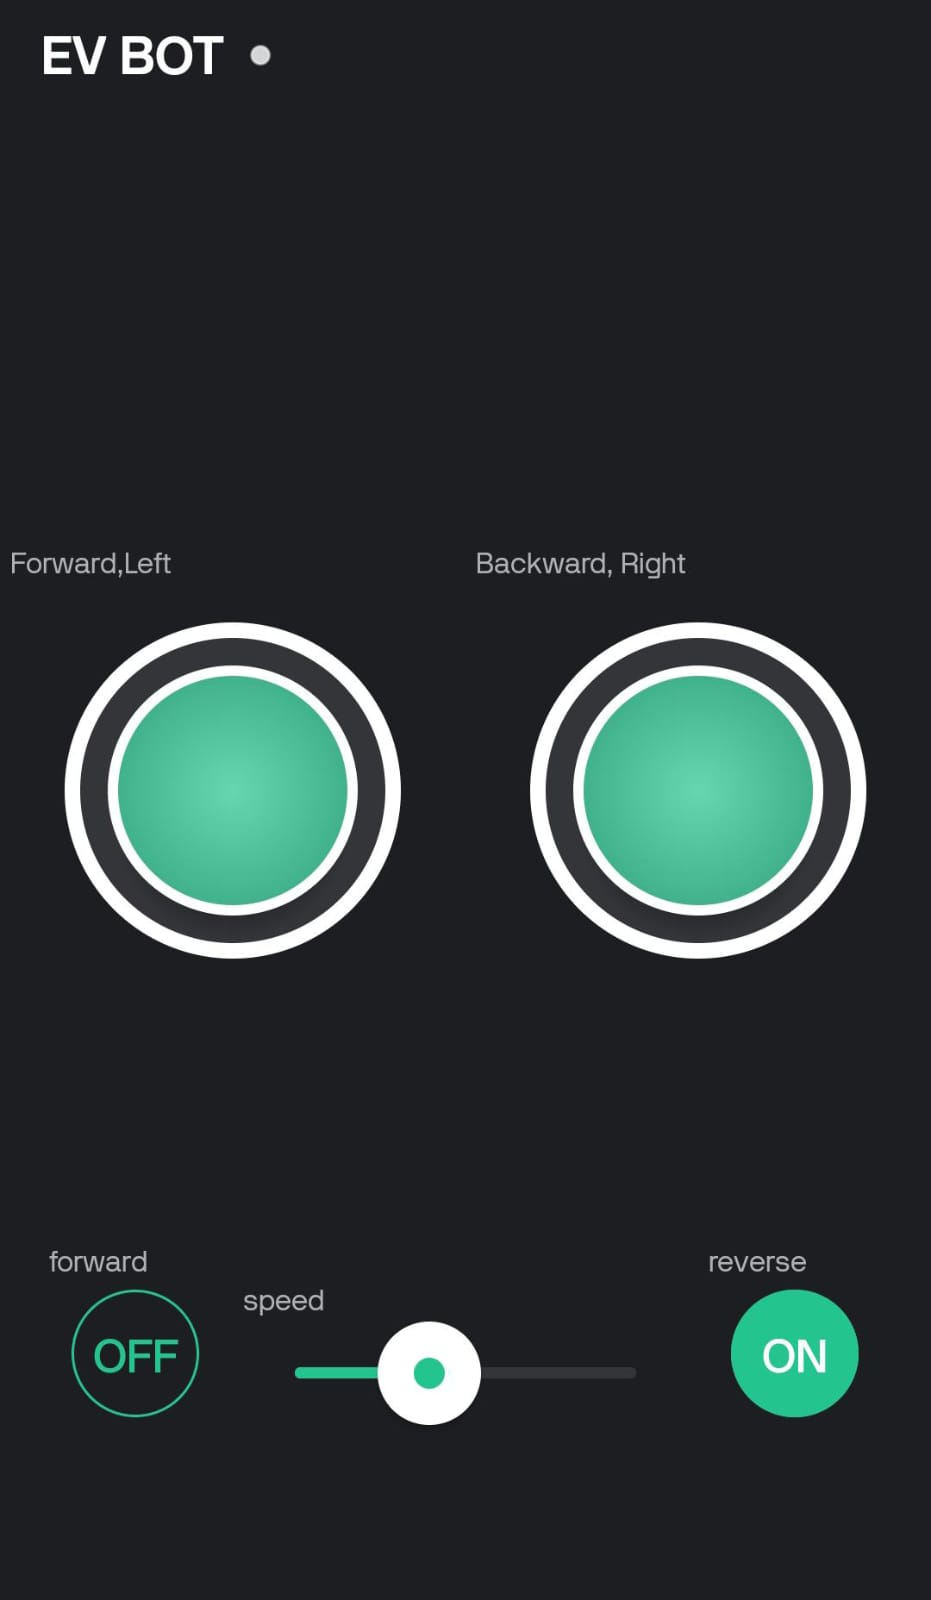 EV BOT
Forward,Left
Backward, Right
forward
speed
reverse
OFF
ON